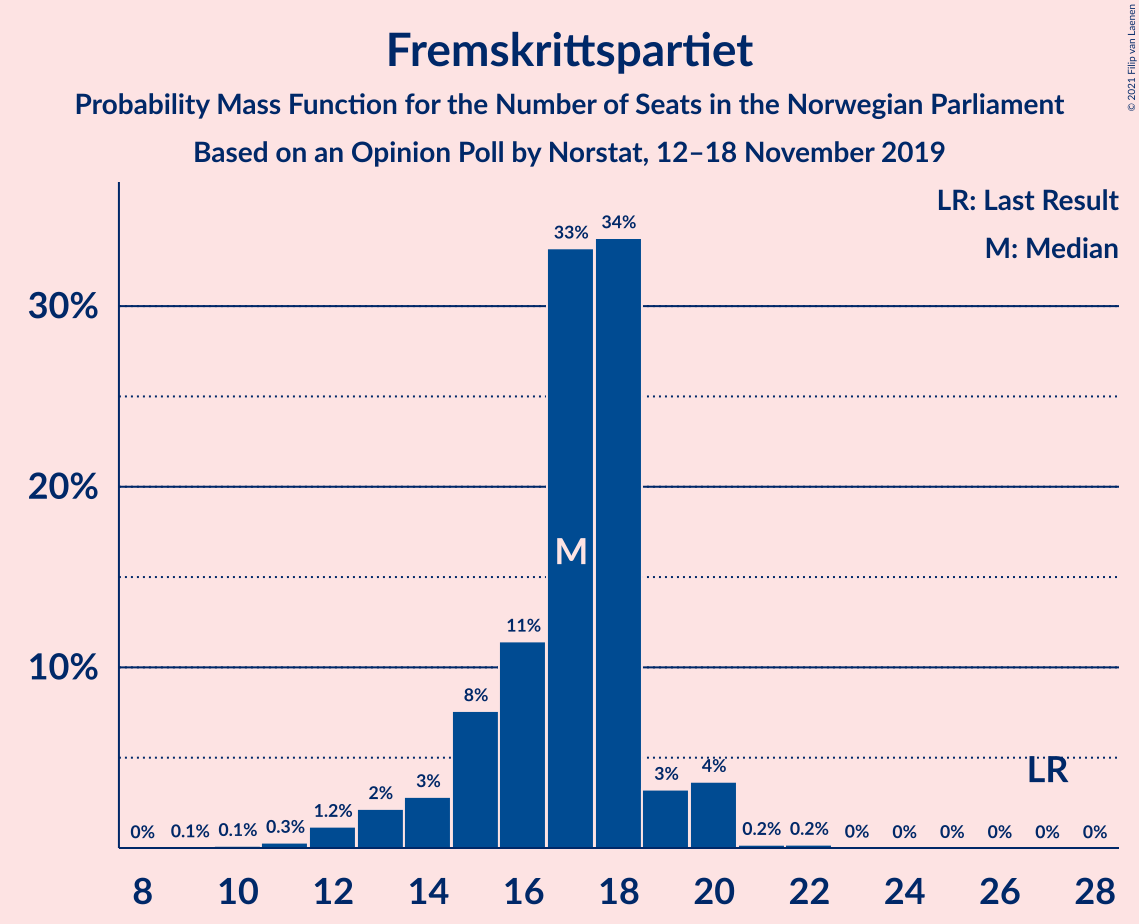 Fremskrittspartiet
Probability Mass Function for the Number of Seats in the Norwegian Parliament
Based on an Opinion Poll by Norstat, 12–18 November 2019
© 2021 Filip van Laenen
LR: Last Result
M: Median
30%
20%
10%
0%
0.1%
0.1%
0.3%
1.2%
2%
3%
8%
11%
33%
34%
3%
4%
0.2%
0.2%
0%
0%
0%
0%
0%
0%
M
LR
8 10 12 14 16 18 20 22 24 26 28